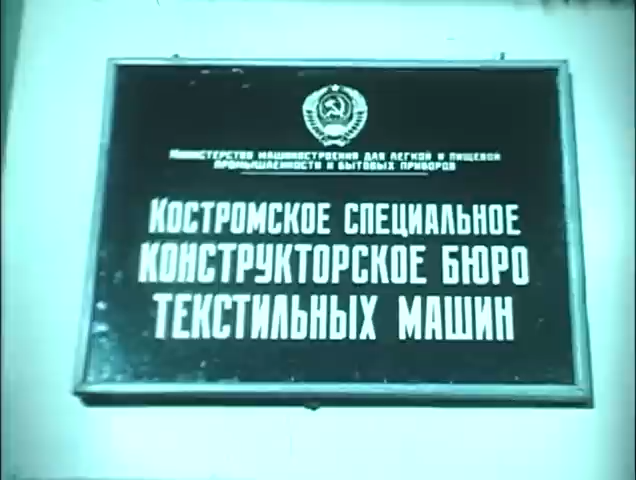 Министерство машиностроения для легкой и пищевой
промышленности и бытовых приборов
Костромское специальное
конструкторское бюро
текстильных машин